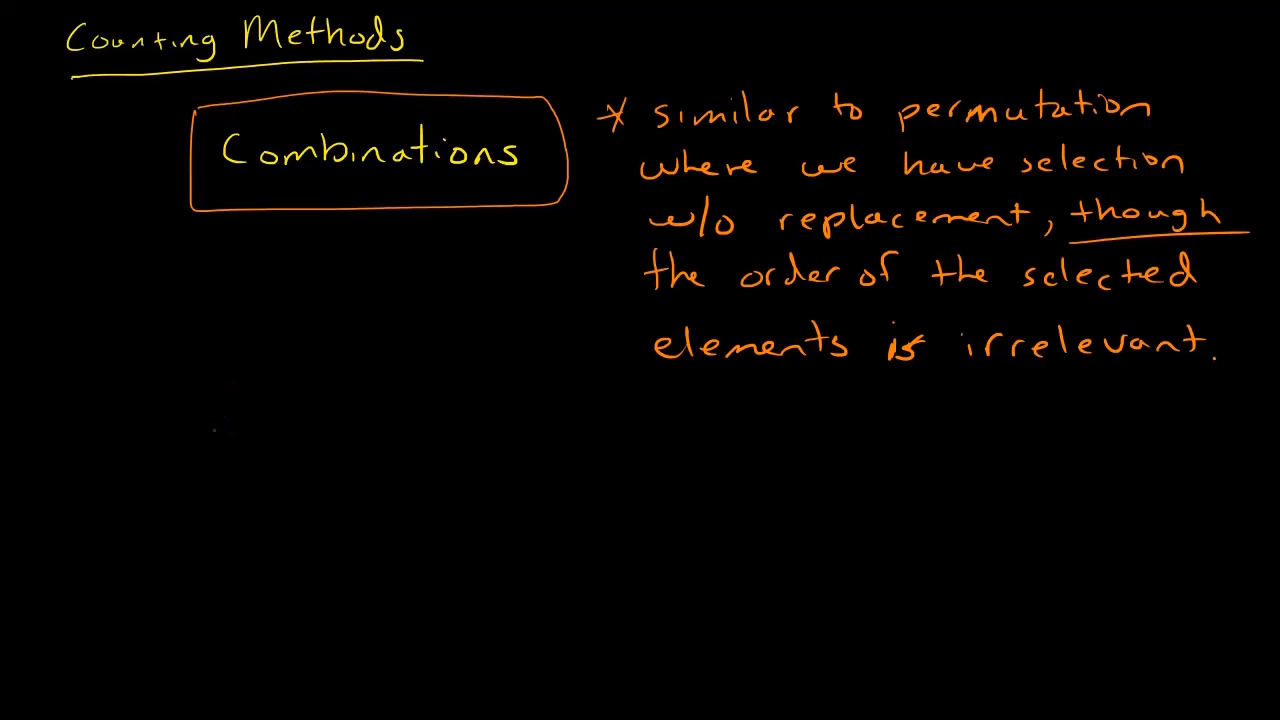 Counting Methods
Combinations
* similar to permutation
where we have selection
w/o replacement, though
the order of the selected
elements is irrelevant.